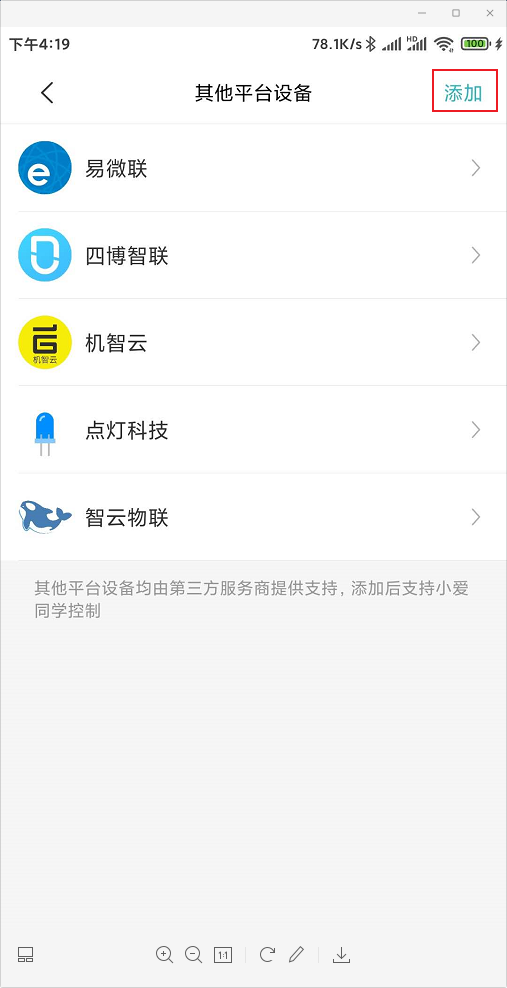 下午4:19
78.1K/s
HD
100
其他平台设备
添加
易微联
四博智联
机智云
机智云
点灯科技
智云物联
其他平台设备均由第三方服务商提供支持，添加后支持小爱
同学控制
1:1